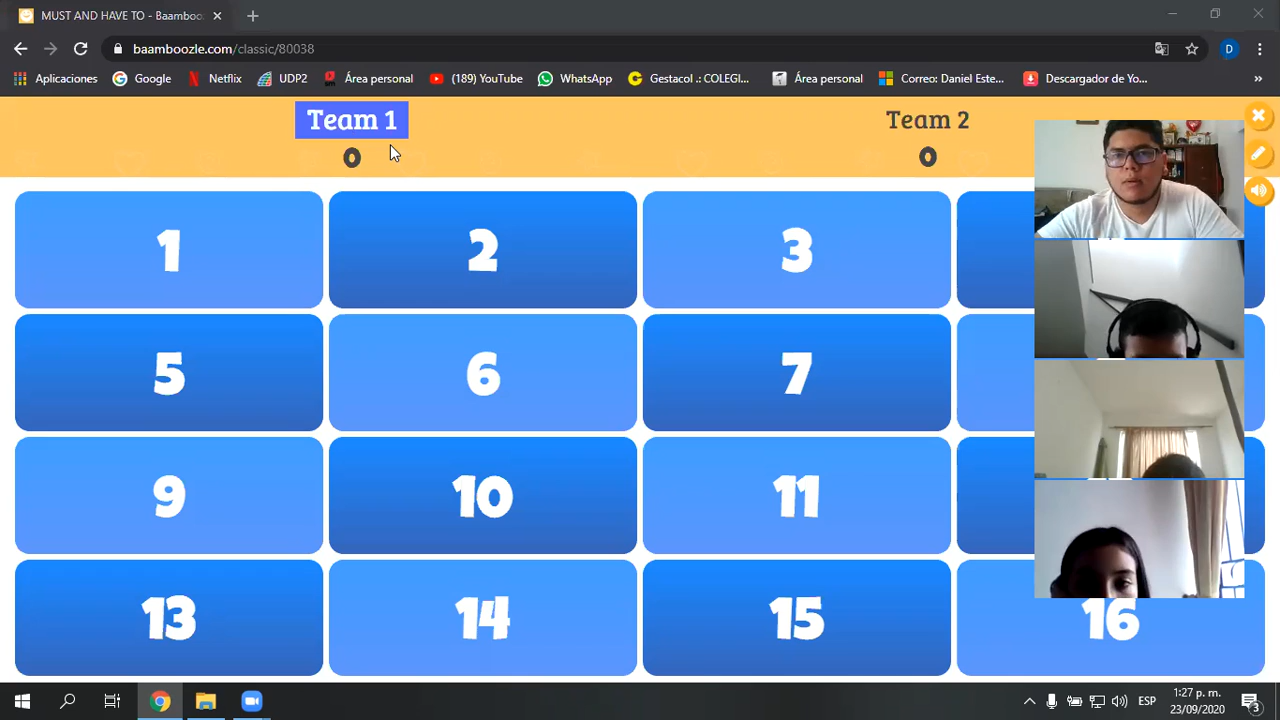 MUST AND HAVE TO - Baambooz
baamboozle.com/classic/80038
D
Aplicaciones
Google
Netflix
UDP2
Área personal
(189) YouTube
WhatsApp
Gestacol .: COLEGI...
Área personal
Correo: Daniel Este...
Descargador de Yo...
»
Team 1
Team 2
0
0
1
2
3
5
6
7
9
10
11
13
14
15
16
ESP
1:27 p. m.
23/09/2020
3